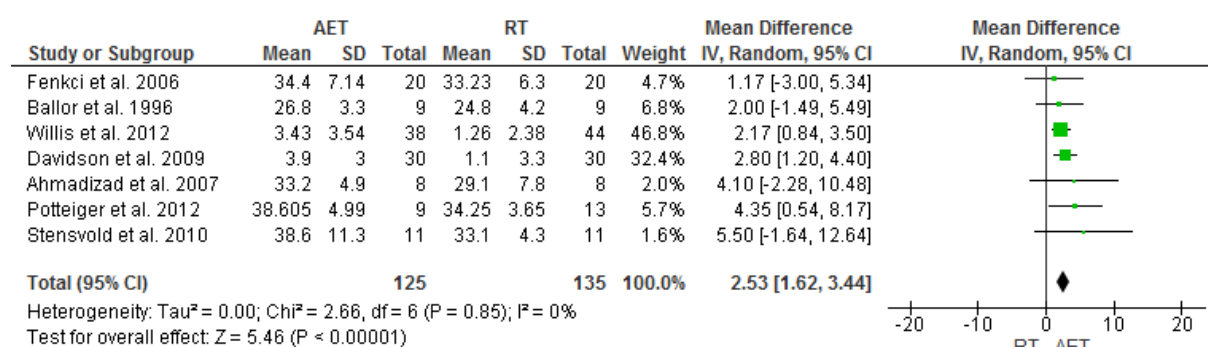 AET RT Mean Difference Mean Difference
Study or Subgroup Mean SD Total Mean SD Total Weight IV, Random, 95% CI IV, Random, 95% CI
Fenkci et al. 2006 34.4 7.14 20 33.23 6.3 20 4.7% 1.17 [-3.00, 5.34]
Ballor et al. 1996 26.8 3.3 9 24.8 4.2 9 6.8% 2.00 [-1.49, 5.49]
Willis et al. 2012 3.43 3.54 38 1.26 2.38 44 46.8% 2.17 [0.84, 3.50]
Davidson et al. 2009 3.9 3 30 1.1 3.3 30 32.4% 2.80 [1.20, 4.40]
Ahmadizad et al. 2007 33.2 4.9 8 29.1 7.8 8 2.0% 4.10 [-2.28, 10.48]
Potteiger et al. 2012 38.605 4.99 9 34.25 3.65 13 5.7% 4.35 [0.54, 8.17]
Stensvold et al. 2010 38.6 11.3 11 33.1 4.3 11 1.6% 5.50 [-1.64, 12.64]
Total (95% CI) 125 135 100.0% 2.53 [1.62, 3.44]
Heterogeneity: Tau² = 0.00; Chi² = 2.66, df = 6 (P = 0.85); I² = 0%
Test for overall effect: Z = 5.46 (P < 0.00001)
-20 -10 0 10 20
RT AET